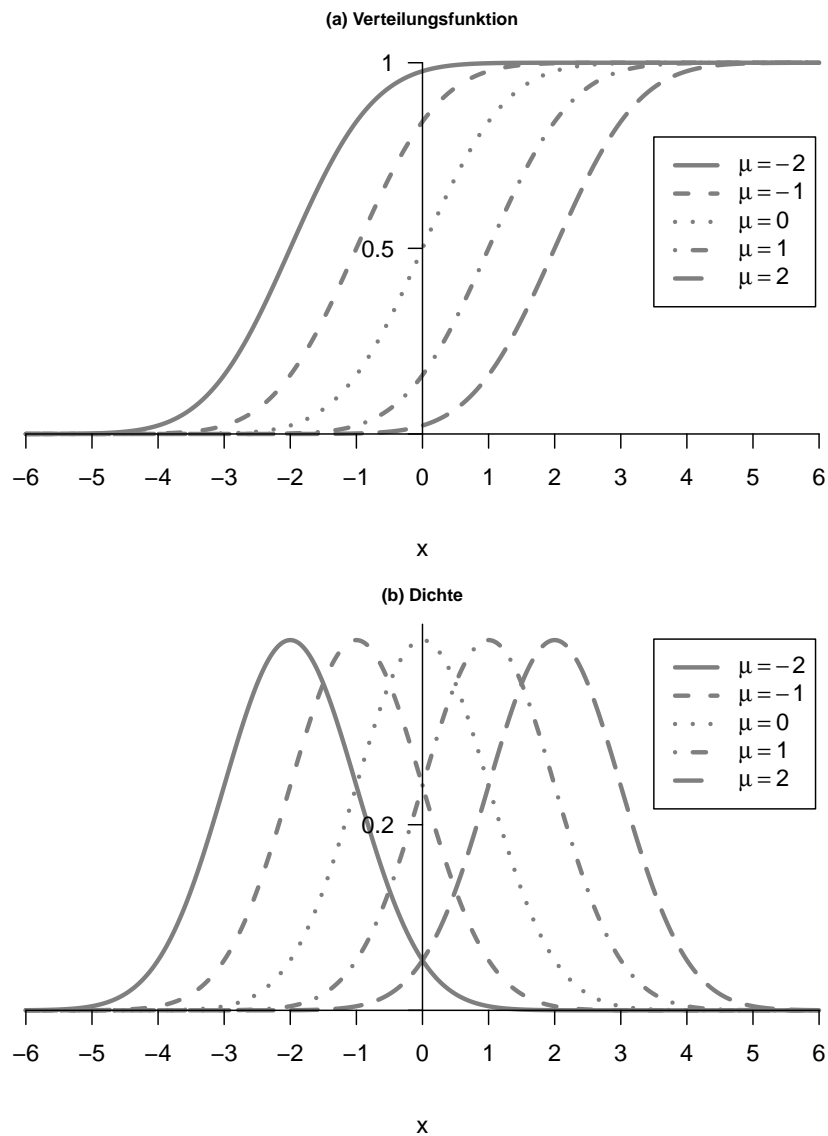 (a) Verteilungsfunktion
1
0.5
μ = −2
μ = −1
μ = 0
μ = 1
μ = 2
−6 −5 −4 −3 −2 −1 0 1 2 3 4 5 6
x
(b) Dichte
0.2
μ = −2
μ = −1
μ = 0
μ = 1
μ = 2
−6 −5 −4 −3 −2 −1 0 1 2 3 4 5 6
x